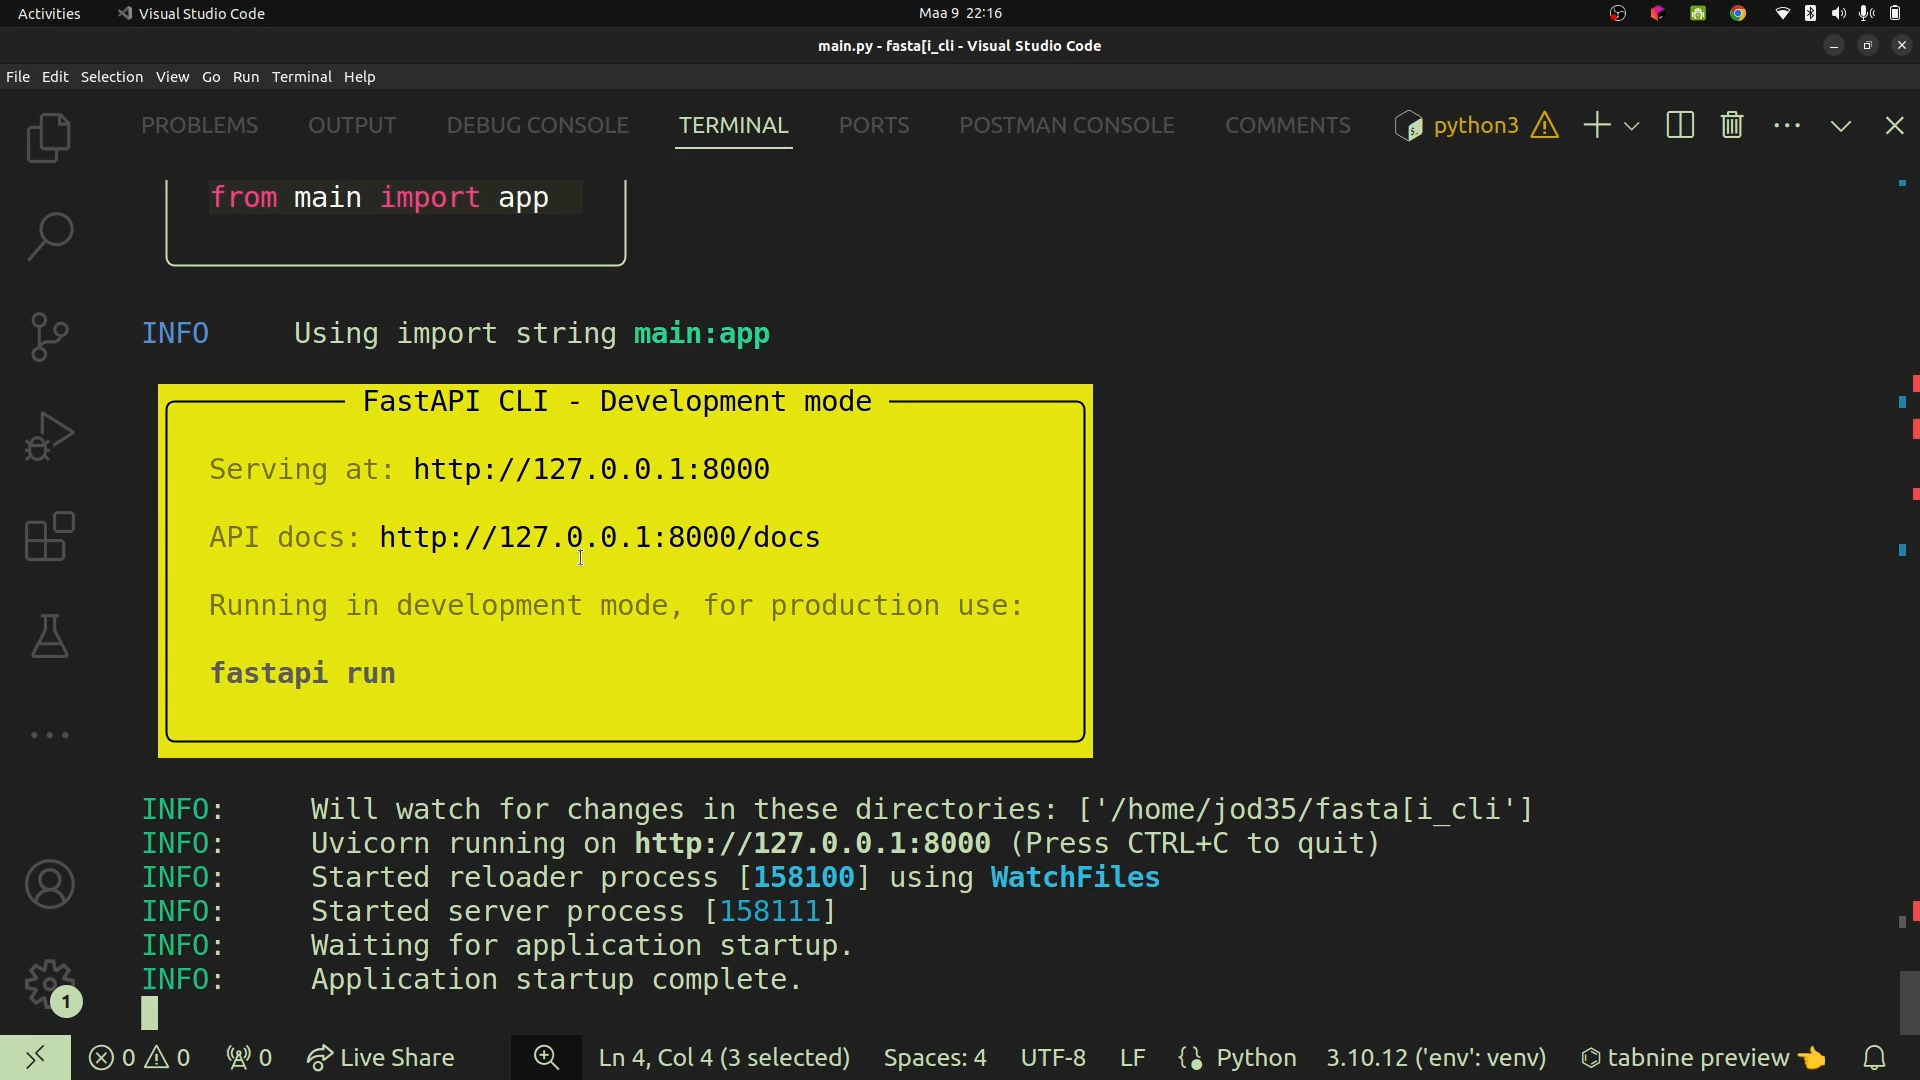 Activities
Visual Studio Code
Maa 9 22:16
main.py - fasta[i_cli - Visual Studio Code
File Edit Selection View Go Run Terminal Help
PROBLEMS OUTPUT DEBUG CONSOLE TERMINAL PORTS POSTMAN CONSOLE COMMENTS python3
from main import app
INFO Using import string main:app
FastAPI CLI - Development mode
Serving at: http://127.0.0.1:8000
API docs: http://127.0.0.1:8000/docs
Running in development mode, for production use:
fastapi run
INFO: Will watch for changes in these directories: ['/home/jod35/fasta[i_cli']
INFO: Uvicorn running on http://127.0.0.1:8000 (Press CTRL+C to quit)
INFO: Started reloader process [158100] using WatchFiles
INFO: Started server process [158111]
INFO: Waiting for application startup.
INFO: Application startup complete.
1
0 0 0 Live Share Ln 4, Col 4 (3 selected) Spaces: 4 UTF-8 LF Python 3.10.12 ('env': venv) tabnine preview 👈